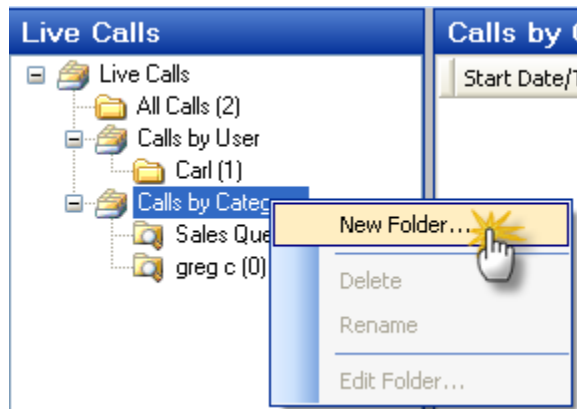 Live Calls
Calls by
Live Calls
Start Date/
All Calls (2)
Calls by User
Carl (1)
Calls by Categ
New Folder...
Sales Que
greg c (0)
Delete
Rename
Edit Folder...